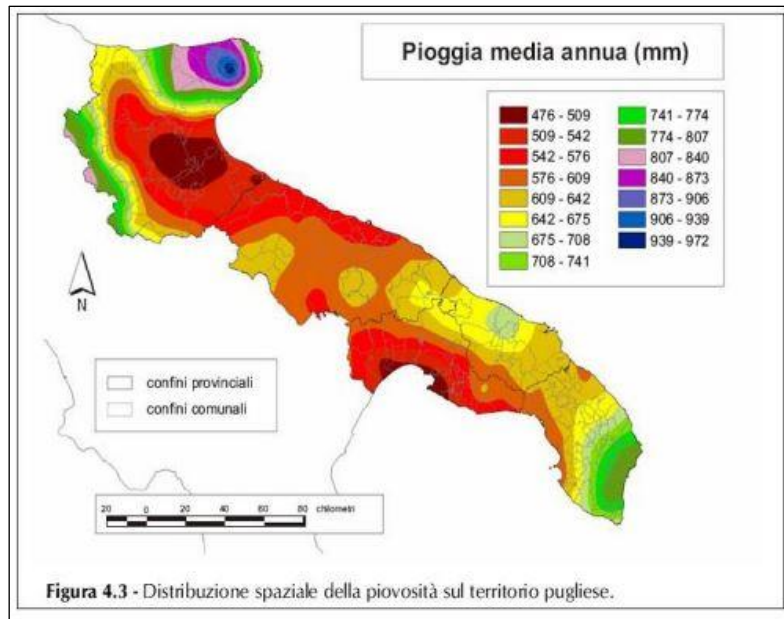 Pioggia media annua (mm)
476 - 509
509 - 542
542 - 576
576 - 609
609 - 642
642 - 675
675 - 708
708 - 741
741 - 774
774 - 807
807 - 840
840 - 873
873 - 906
906 - 939
939 - 972
N
confini provinciali
confini comunali
20 0 20 40 60 80 chilometri
Figura 4.3 - Distribuzione spaziale della piovosità sul territorio pugliese.